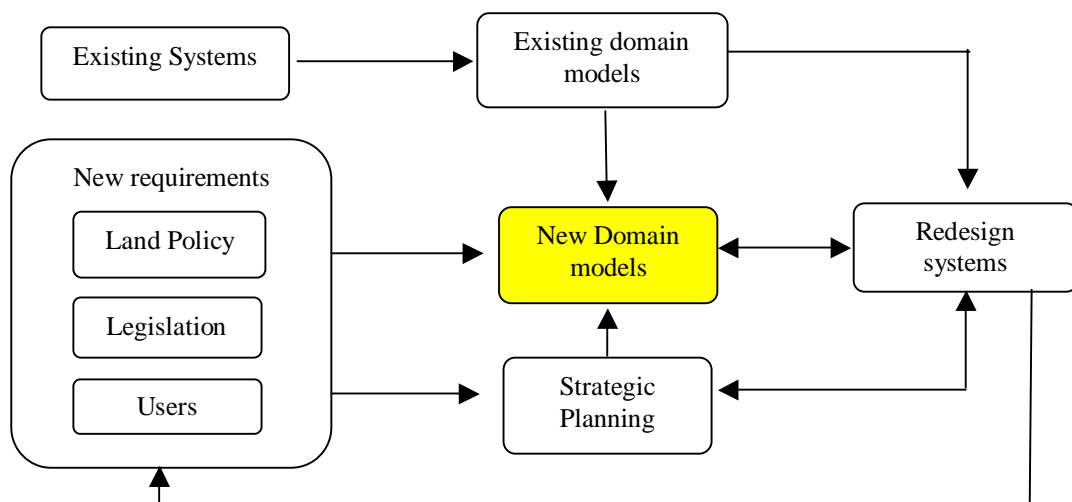 Existing Systems
Existing domain
models
New requirements
Land Policy
Legislation
Users
New Domain
models
Redesign
systems
Strategic
Planning